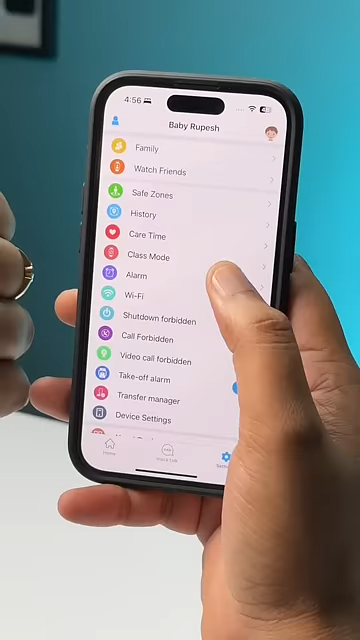 4:56
Baby Rupesh
Family
Watch Friends
Safe Zones
History
Care Time
Class Mode
Alarm
Wi-Fi
Shutdown forbidden
Call Forbidden
Video call forbidden
Take-off alarm
Transfer manager
Device Settings
Home